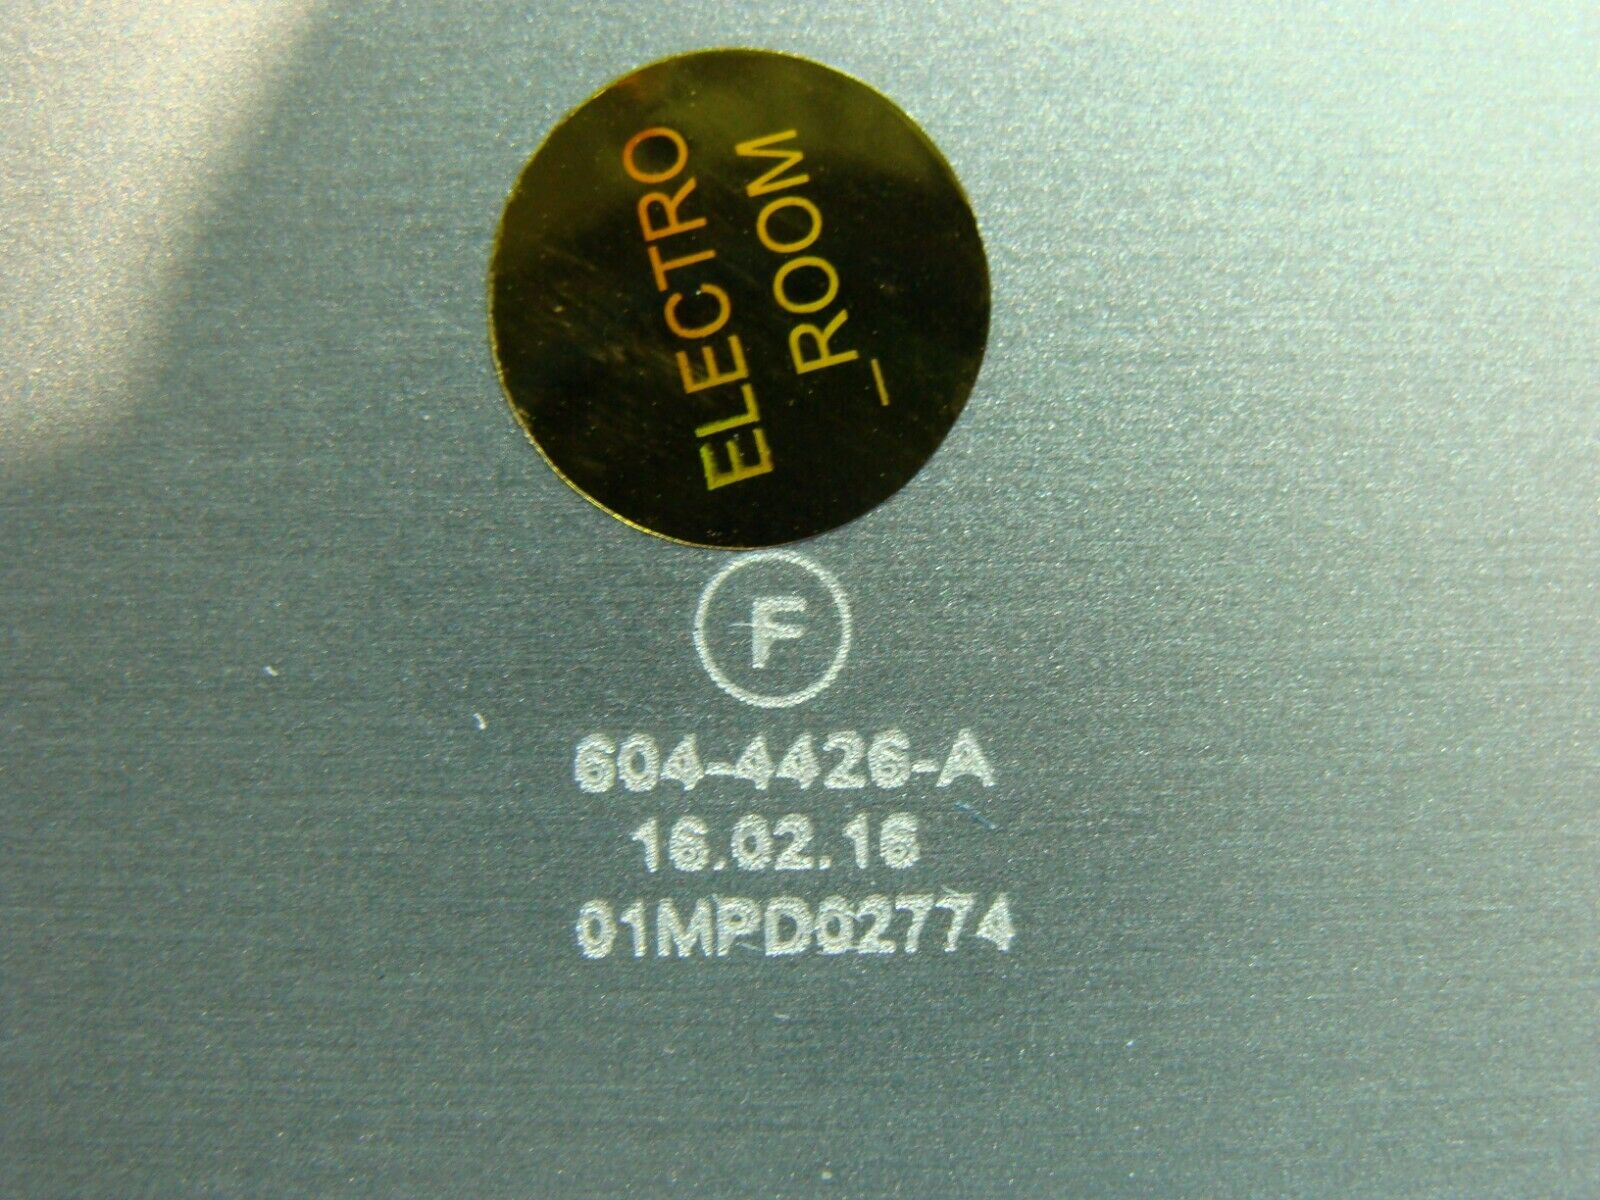 ELECTRO
_ROOM
F
604-4426-A
16.02.16
01MPD02774